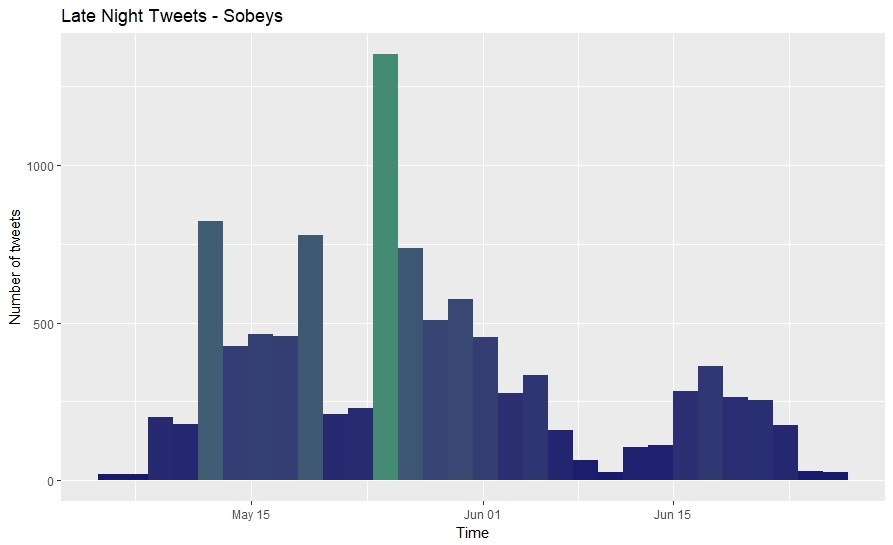 Late Night Tweets - Sobeys
Number of tweets
1000
500
0
May 15
Jun 01
Jun 15
Time